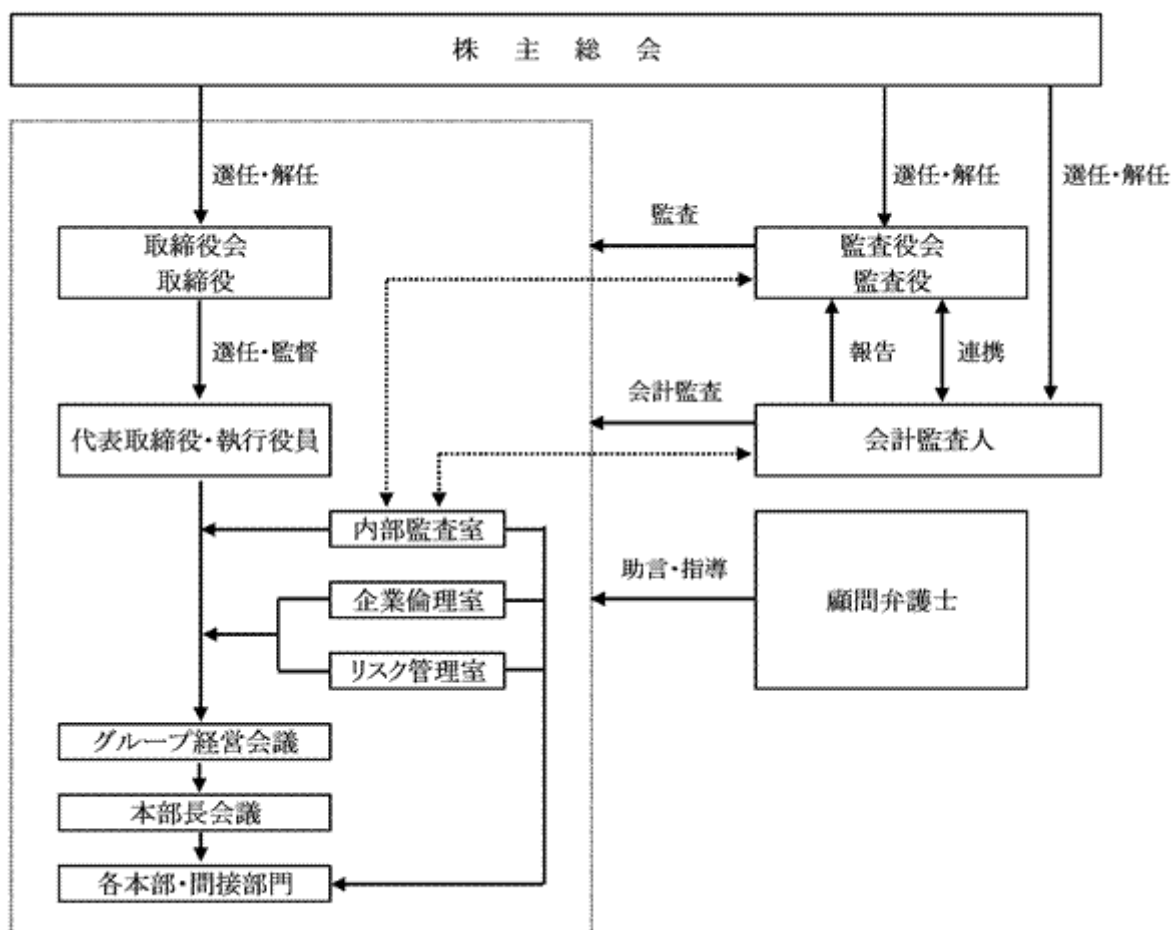 株主総会
選任・解任
選任・解任
選任・解任
取締役会
取締役
監査
監査役会
監査役
選任・監督
報告
連携
会計監査
代表取締役・執行役員
会計監査人
内部監査室
企業倫理室
リスク管理室
助言・指導
顧問弁護士
グループ経営会議
本部長会議
各本部・間接部門